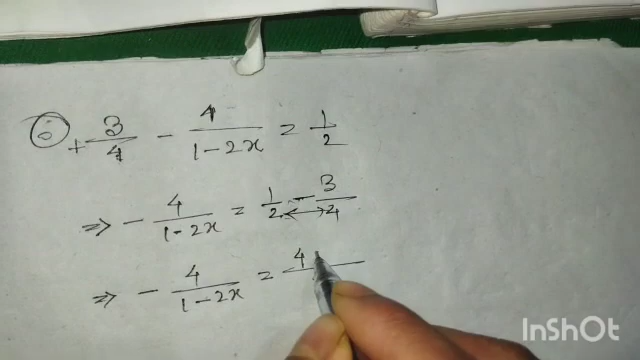 6 + 3/4 - 4/(1-2x) = 1/2
⇒ - 4/(1-2x) = 1/2 - 3/4
⇒ - 4/(1-2x) = 4
InShOt